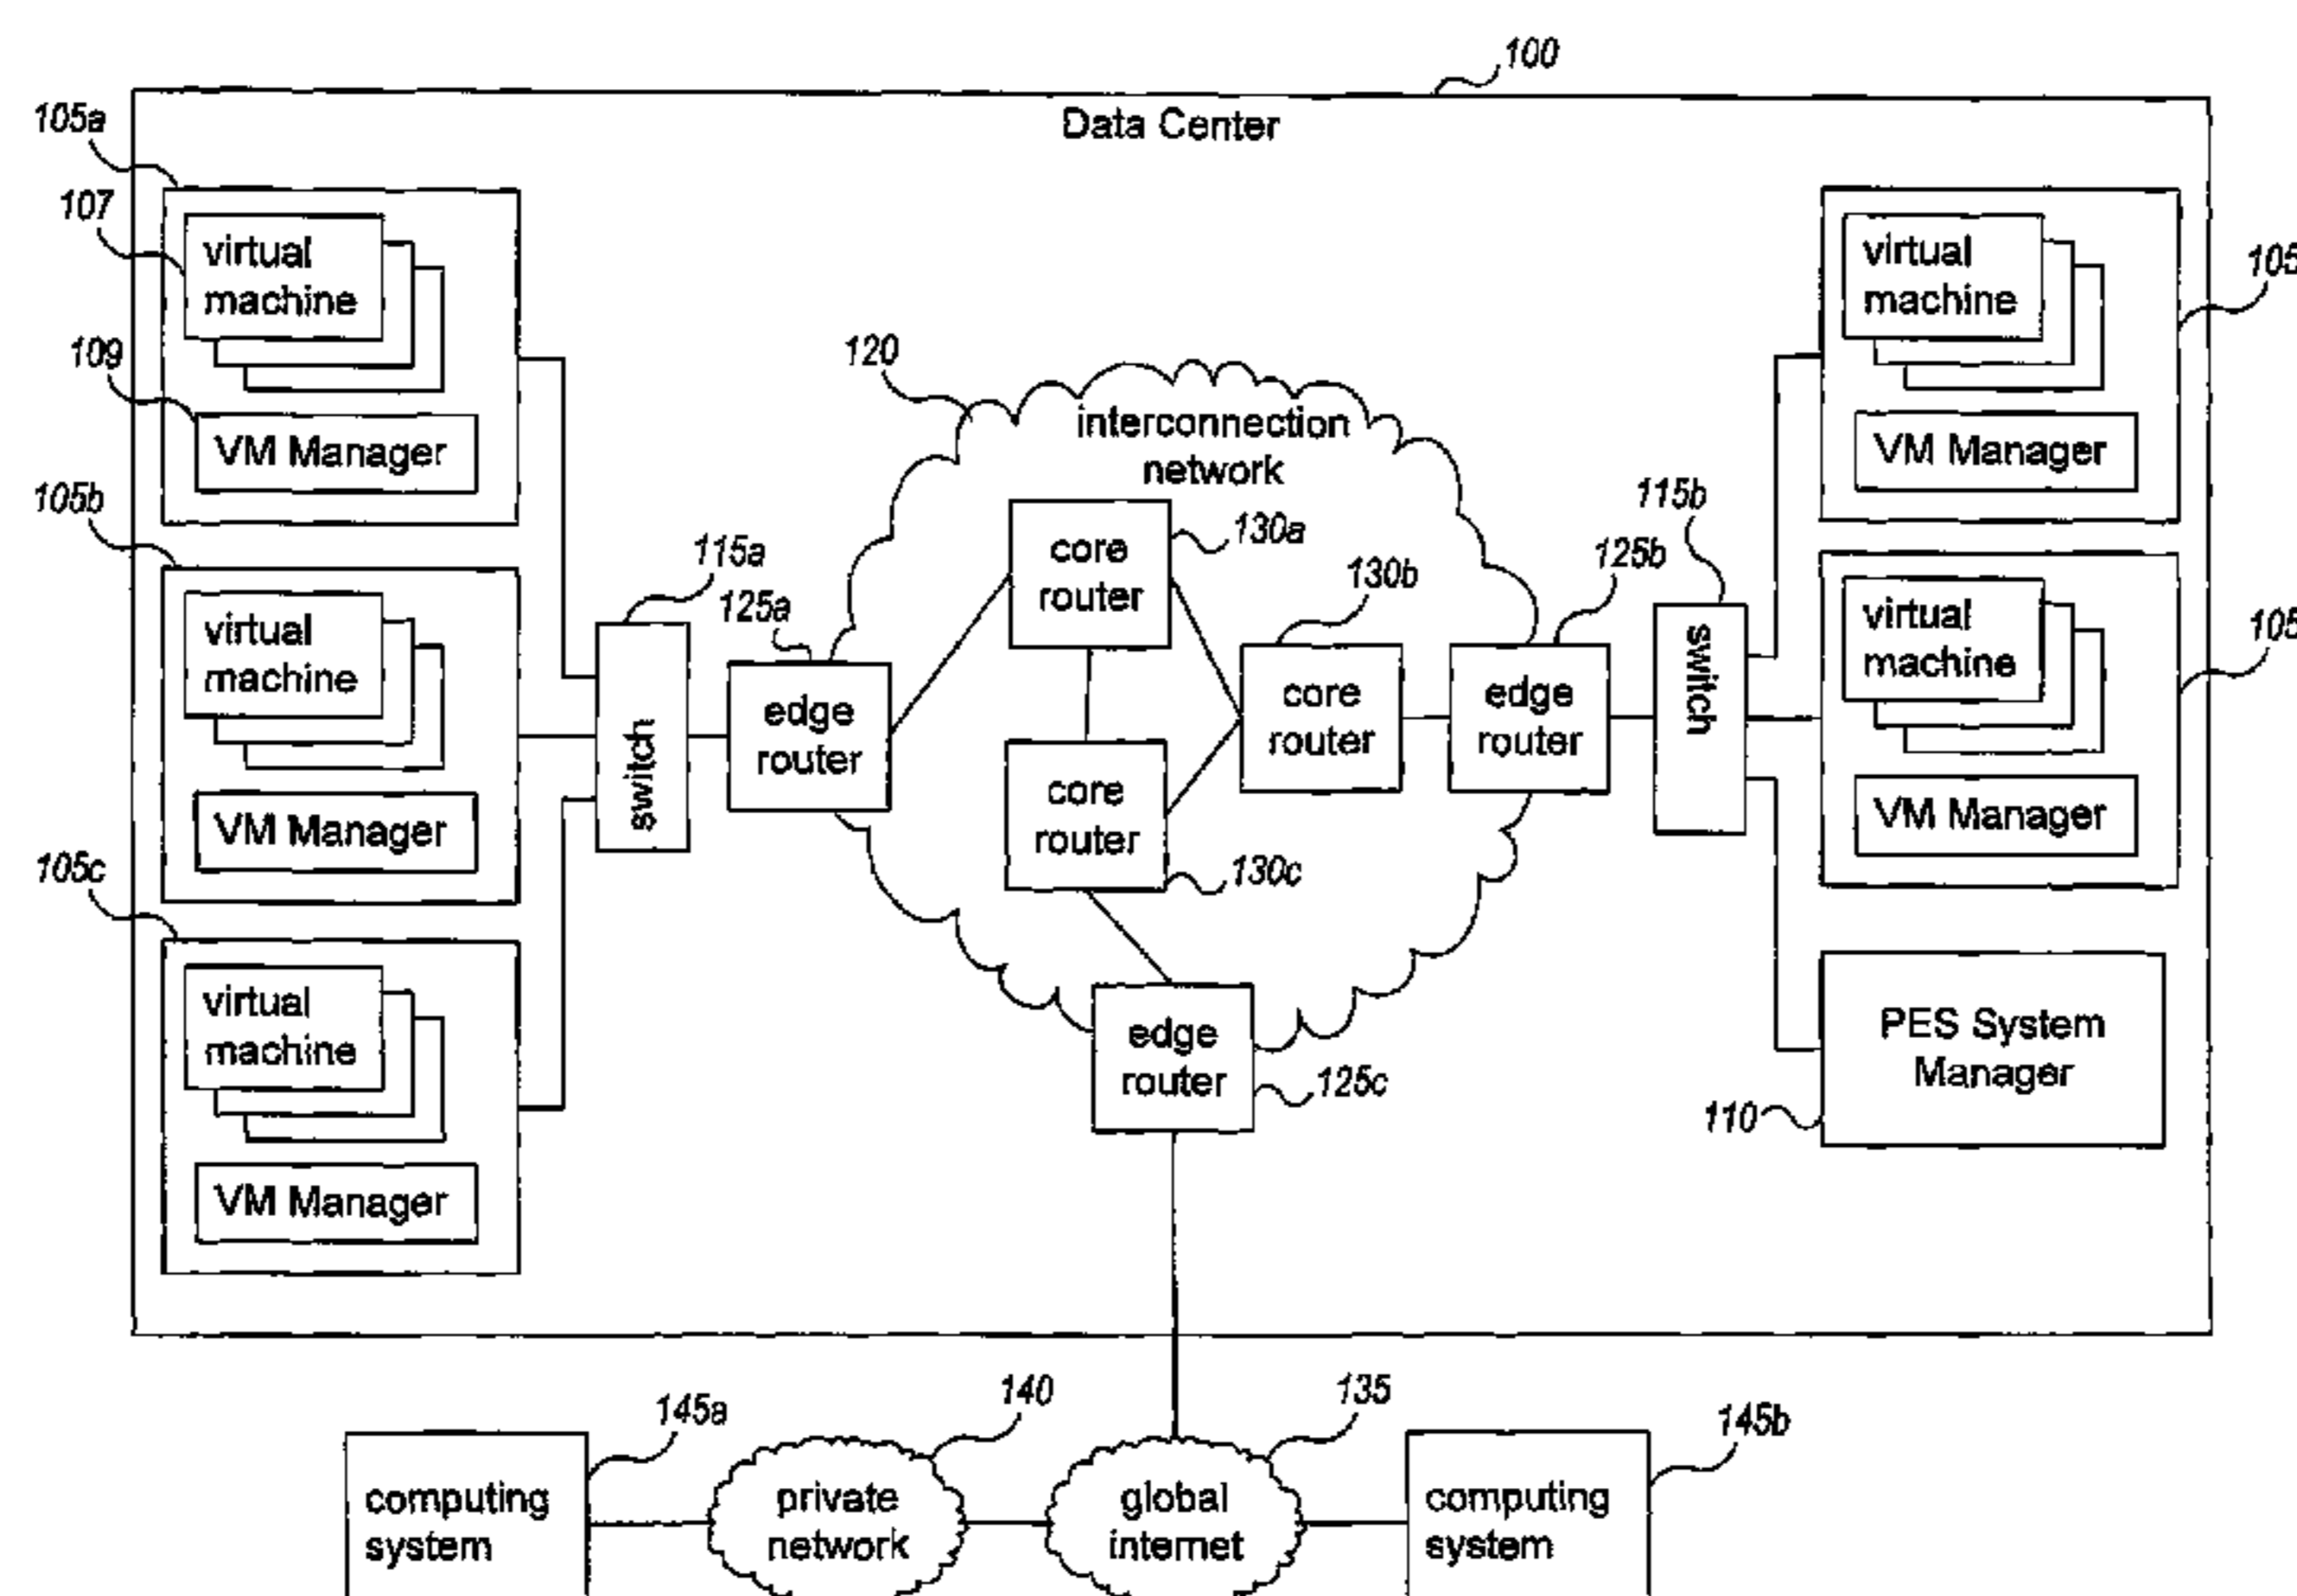 100
Data Center
105a
107
virtual
machine
109
VM Manager
105b
virtual
machine
VM Manager
105c
virtual
machine
VM Manager
115a
switch
125a
edge
router
120
interconnection
network
core
router
130a
130b
core
router
core
router
130c
125b
edge
router
edge
router
125c
115b
switch
virtual
machine
105
VM Manager
virtual
machine
105
VM Manager
PES System
Manager
110
145a
computing
system
140
private
network
135
global
internet
145b
computing
system